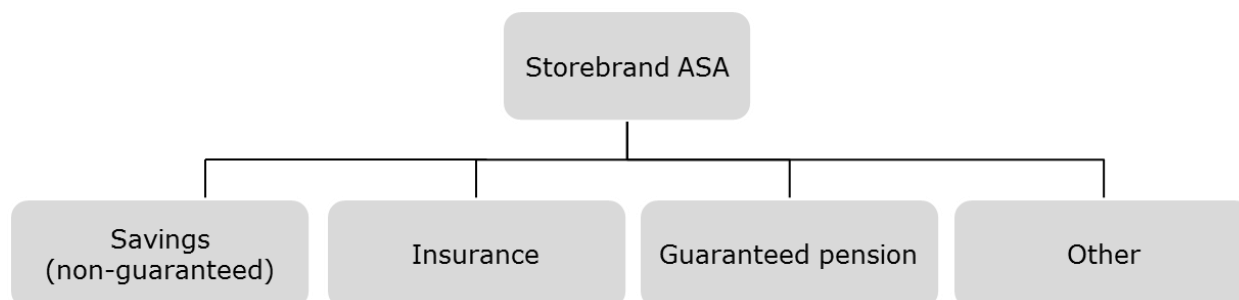 Storebrand ASA
Savings
(non-guaranteed)
Insurance
Guaranteed pension
Other